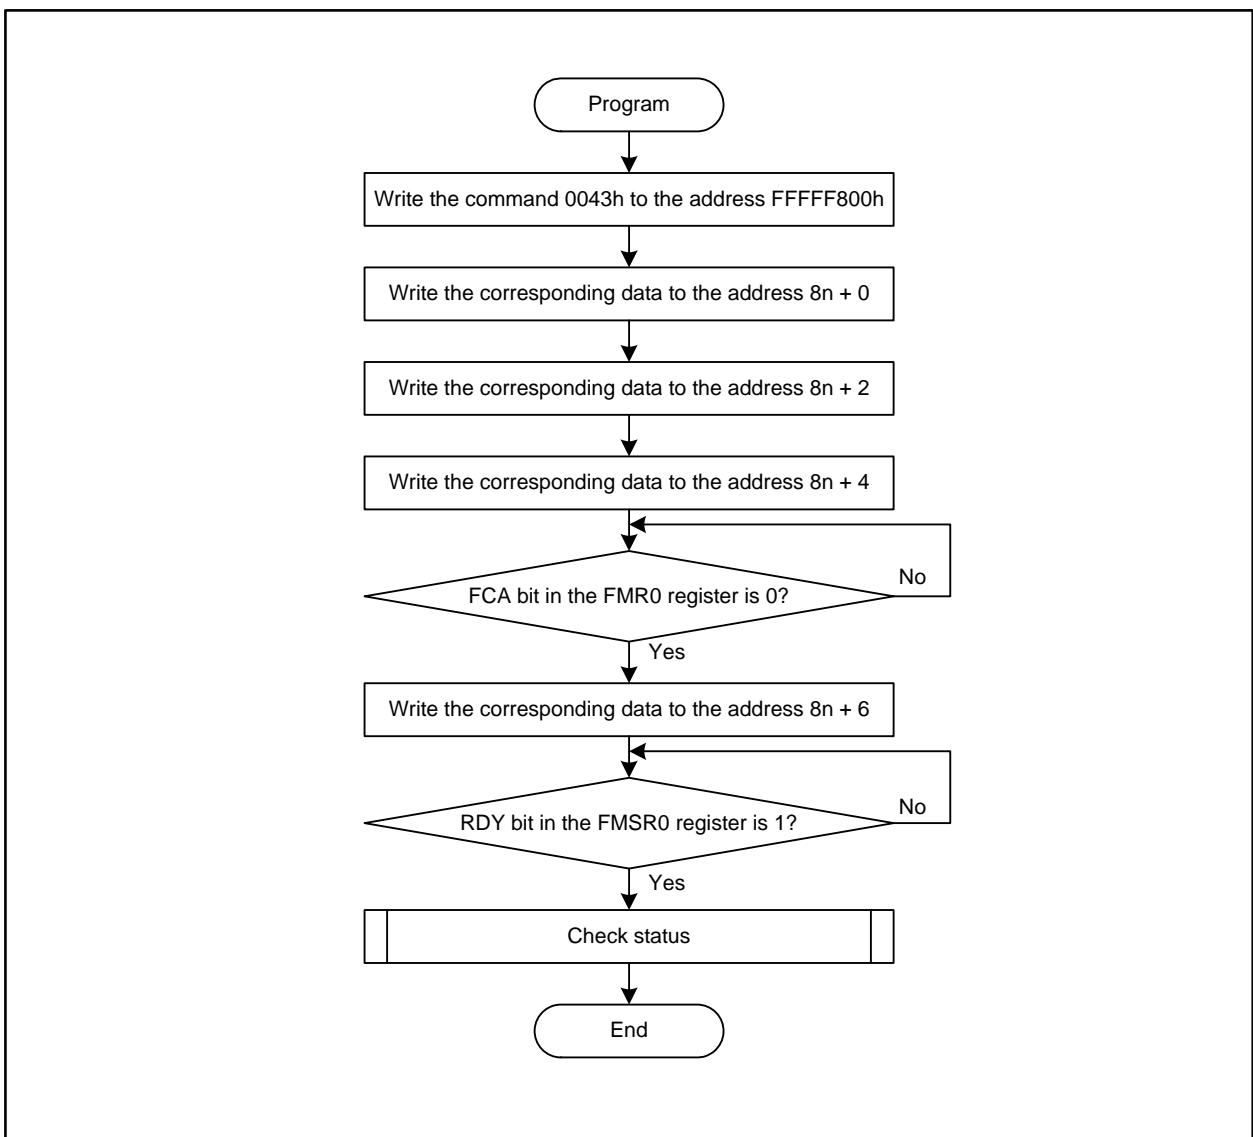 Program
Write the command 0043h to the address FFFFF800h
Write the corresponding data to the address 8n + 0
Write the corresponding data to the address 8n + 2
Write the corresponding data to the address 8n + 4
No
FCA bit in the FMR0 register is 0?
Yes
Write the corresponding data to the address 8n + 6
No
RDY bit in the FMSR0 register is 1?
Yes
Check status
End